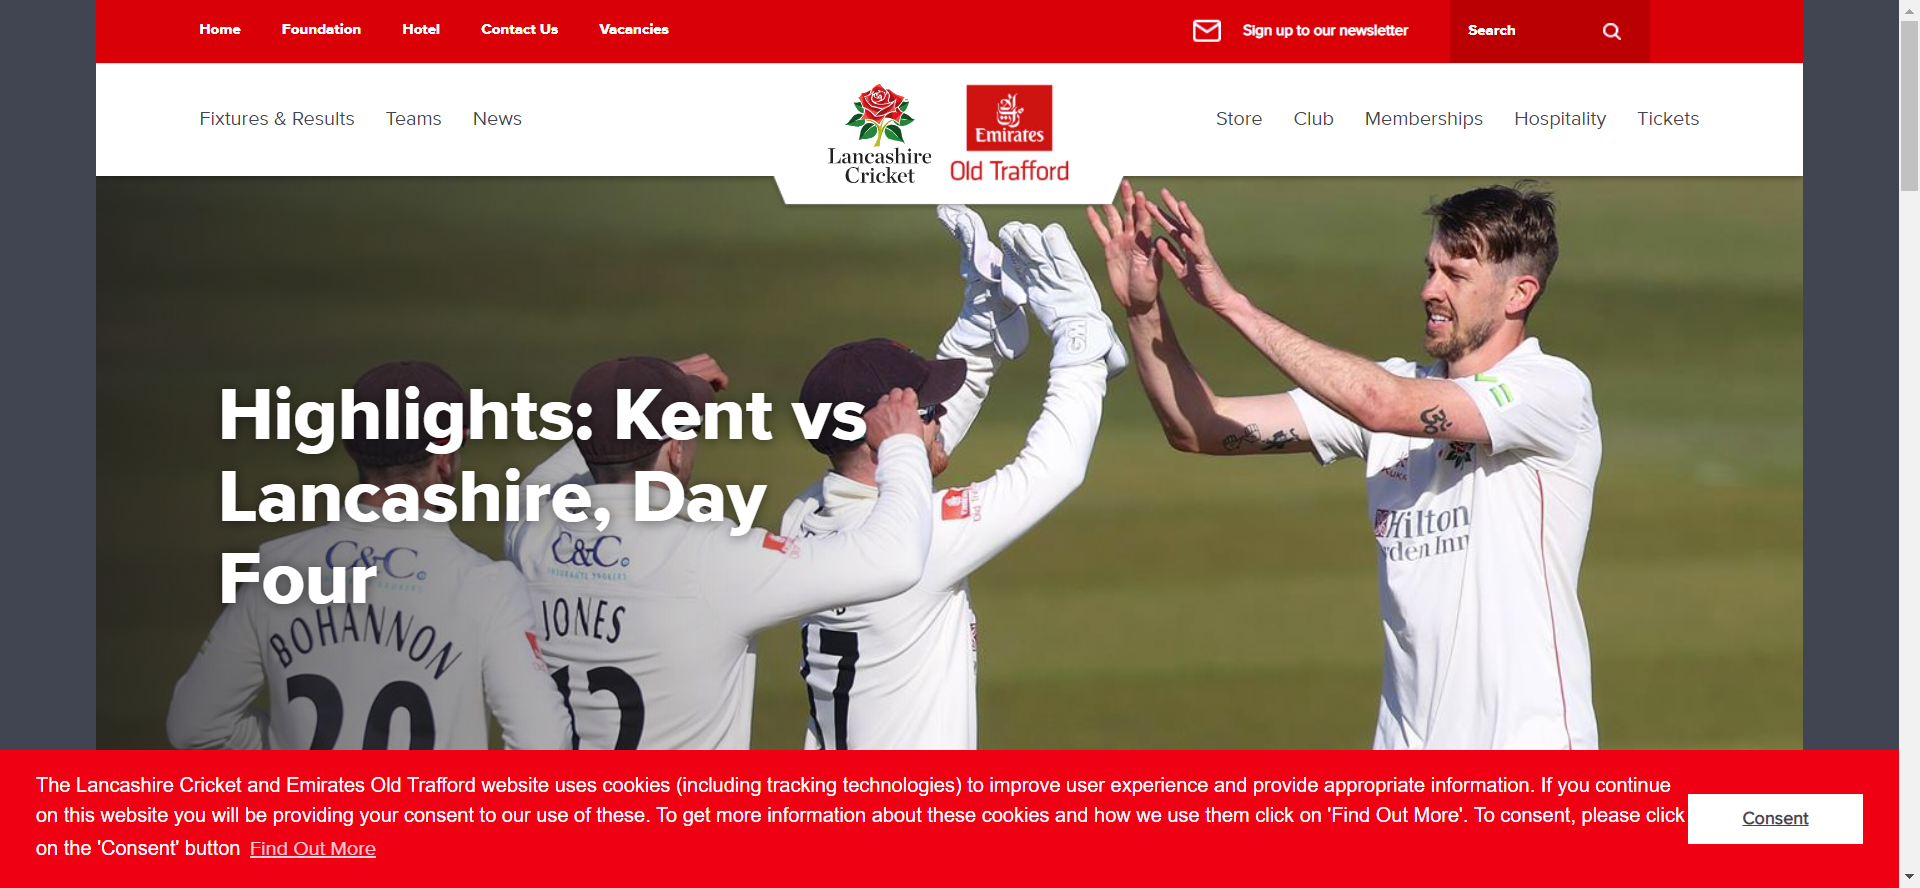 Home Foundation Hotel Contact Us Vacancies Sign up to our newsletter Search
Fixtures & Results Teams News Store Club Memberships Hospitality Tickets
Lancashire
Cricket
Emirates
Old Trafford
Highlights: Kent vs
Lancashire, Day
Four
C&C
C&C
INSURANCE BROKERS
BOHANNON
20
JONES
12
17
Hilton
rden Inn
The Lancashire Cricket and Emirates Old Trafford website uses cookies (including tracking technologies) to improve user experience and provide appropriate information. If you continue
on this website you will be providing your consent to our use of these. To get more information about these cookies and how we use them click on 'Find Out More'. To consent, please click
on the 'Consent' button Find Out More
Consent